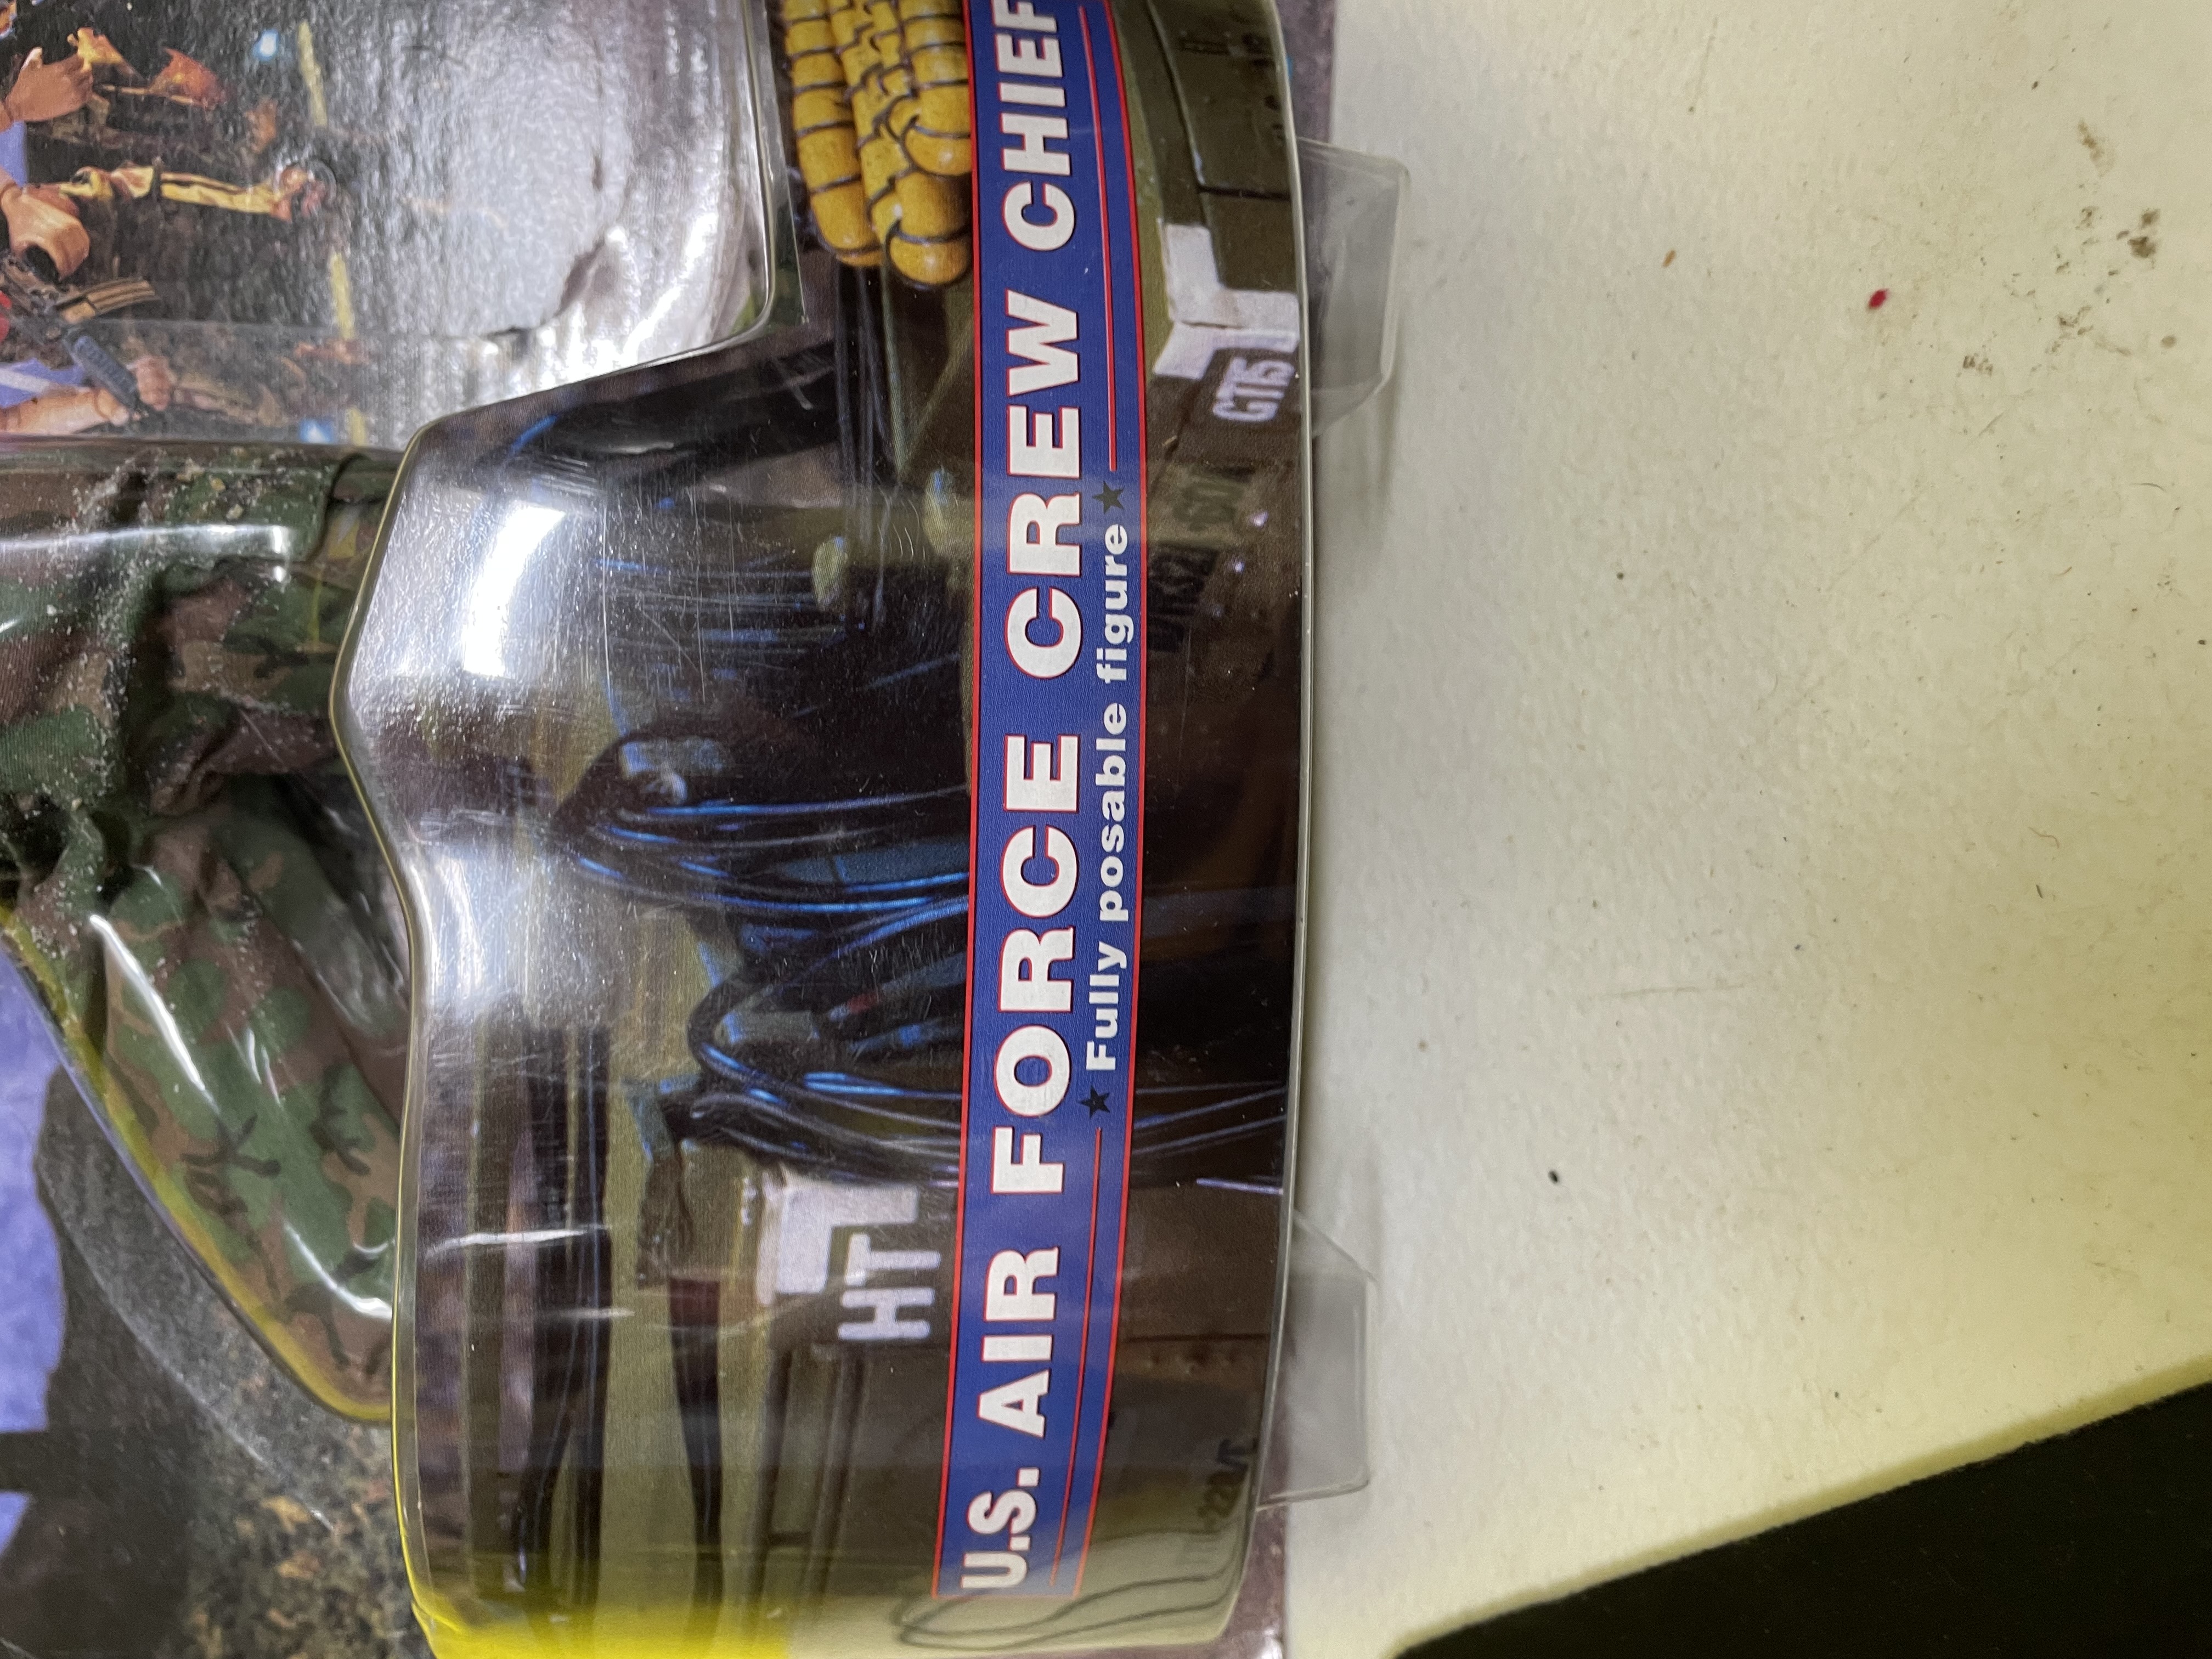 U.S. AIR FORCE CREW CHIEF
★ Fully posable figure ★
HT